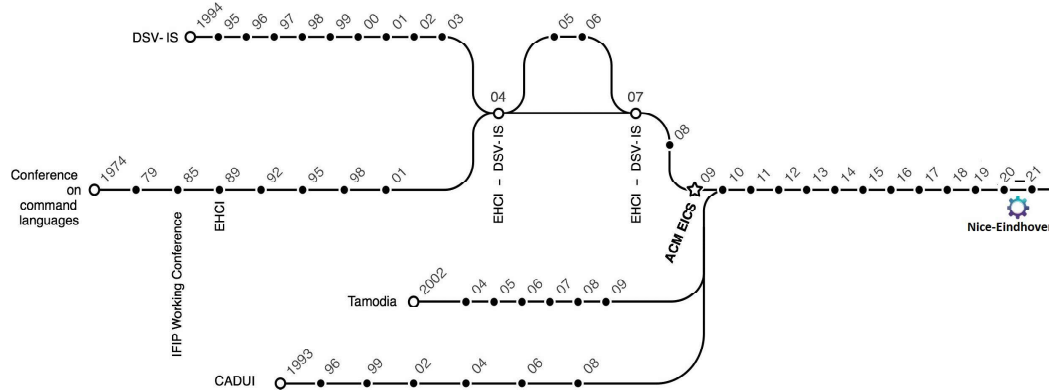 DSV- IS 1994 95 96 97 98 99 00 01 02 03
05 06
04 07
08
EHCI - DSV- IS
EHCI - DSV- IS
Conference
on
command
languages
1974 79 85 89 92 95 98 01
IFIP Working Conference
EHCI
ACM EICS
09 10 11 12 13 14 15 16 17 18 19 20_21
Nice-Eindhoven
Tamodia 2002 04 05 06 07 08 09
CADUI 1993 96 99 02 04 06 08